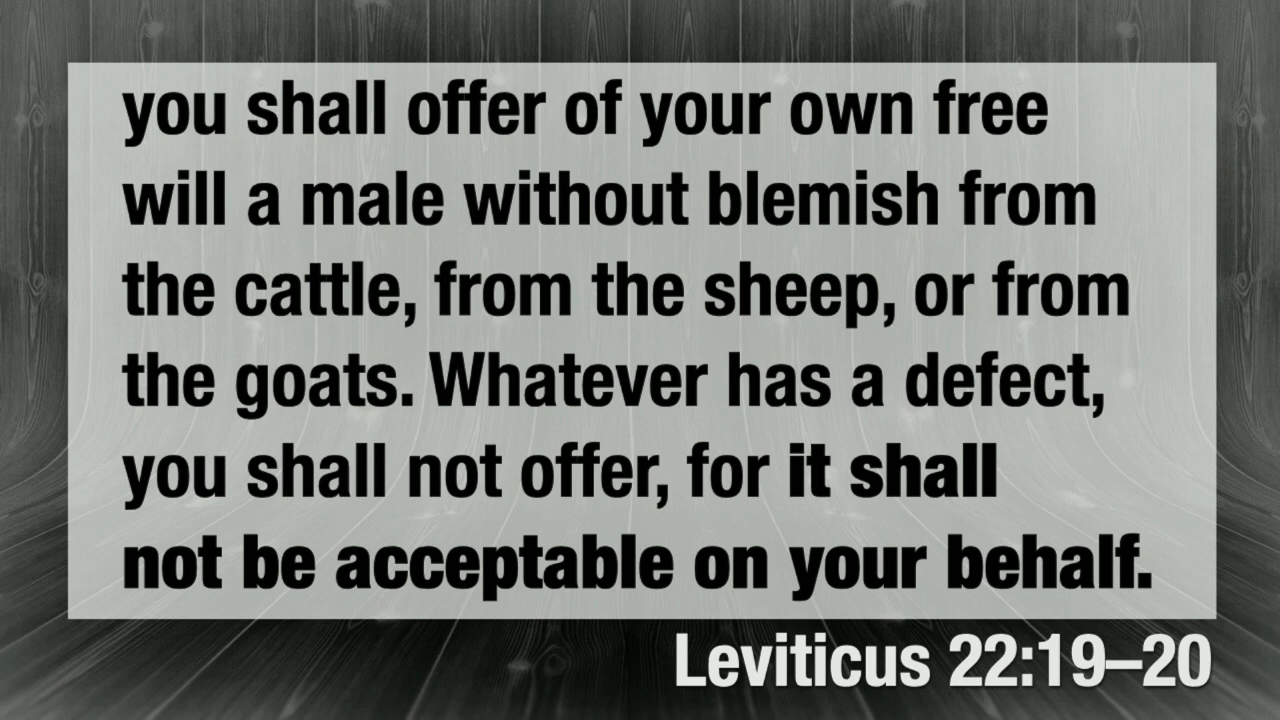 you shall offer of your own free
will a male without blemish from
the cattle, from the sheep, or from
the goats. Whatever has a defect,
you shall not offer, for it shall
not be acceptable on your behalf.
Leviticus 22:19–20